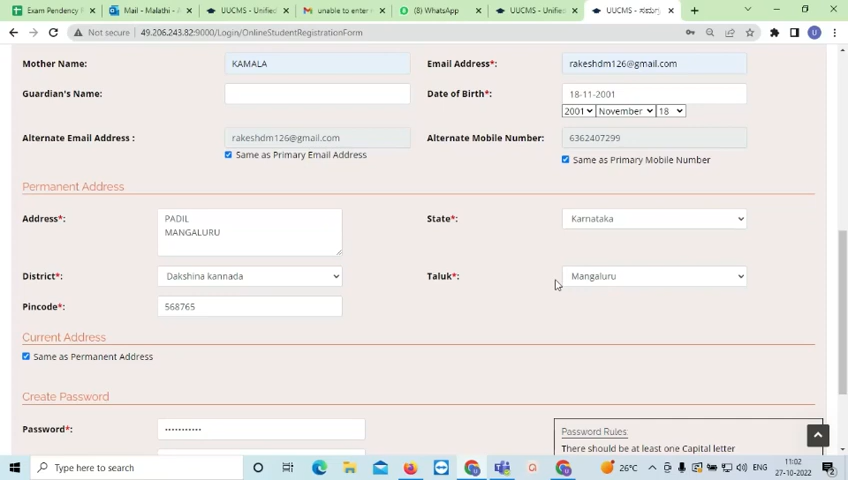 Exam Pendency F
Mail - Malathi - A
UUCMS - Unified
unable to enter r
(8) WhatsApp
UUCMS - Unified
Not secure 49.206.243.82:9000/Login/OnlineStudentRegistrationForm
U
Mother Name: KAMALA Email Address*: rakeshdm126@gmail.com
Guardian's Name: Date of Birth*: 18-11-2001
2001 November 18
Alternate Email Address : rakeshdm126@gmail.com Alternate Mobile Number: 6362407299
Same as Primary Email Address Same as Primary Mobile Number
Permanent Address
Address*: PADIL State*: Karnataka
MANGALURU
District*: Dakshina kannada Taluk*: Mangaluru
Pincode*: 568765
Current Address
Same as Permanent Address
Create Password
Password*: ••••••••••• Password Rules:
There should be at least one Capital letter
Type here to search 26°C ENG 11:02
27-10-2022